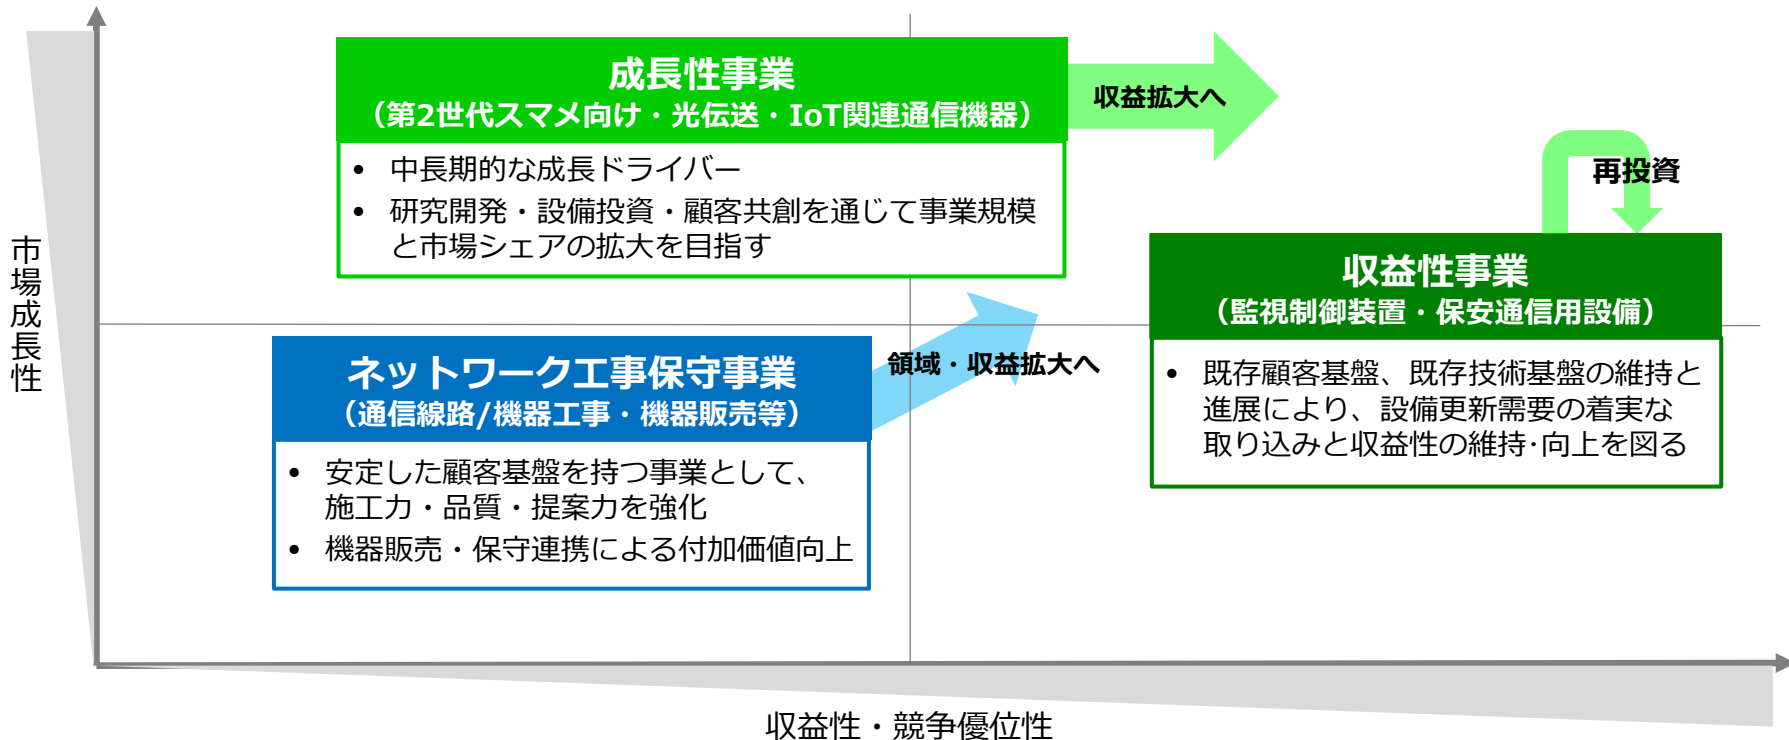 成長性事業
（第2世代スマメ向け・光伝送・IoT関連通信機器）
• 中長期的な成長ドライバー
• 研究開発・設備投資・顧客共創を通じて事業規模
と市場シェアの拡大を目指す
収益拡大へ
再投資
収益性事業
（監視制御装置・保安通信用設備）
• 既存顧客基盤、既存技術基盤の維持と
進展により、設備更新需要の着実な
取り込みと収益性の維持･向上を図る
市場成長性
ネットワーク工事保守事業
（通信線路/機器工事・機器販売等）
• 安定した顧客基盤を持つ事業として、
施工力・品質・提案力を強化
• 機器販売・保守連携による付加価値向上
領域・収益拡大へ
収益性・競争優位性